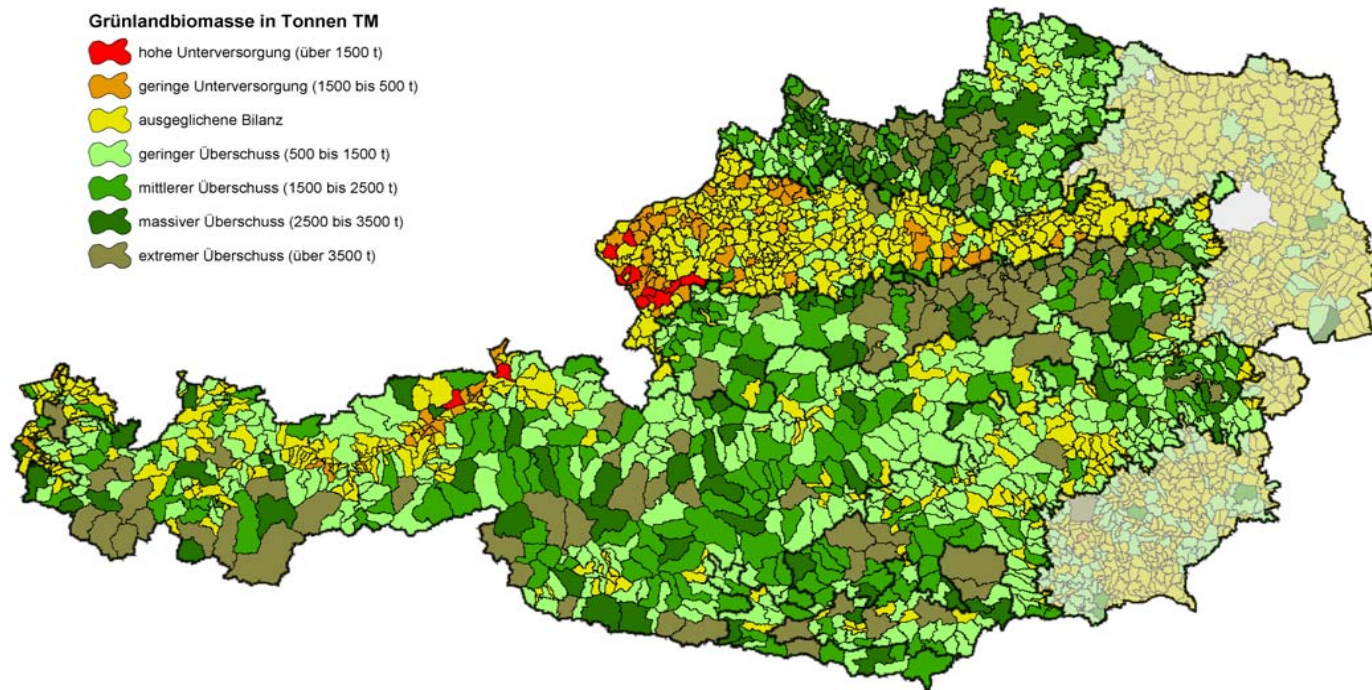 Grünlandbiomasse in Tonnen TM
hohe Unterversorgung (über 1500 t)
geringe Unterversorgung (1500 bis 500 t)
ausgeglichene Bilanz
geringer Überschuss (500 bis 1500 t)
mittlerer Überschuss (1500 bis 2500 t)
massiver Überschuss (2500 bis 3500 t)
extremer Überschuss (über 3500 t)